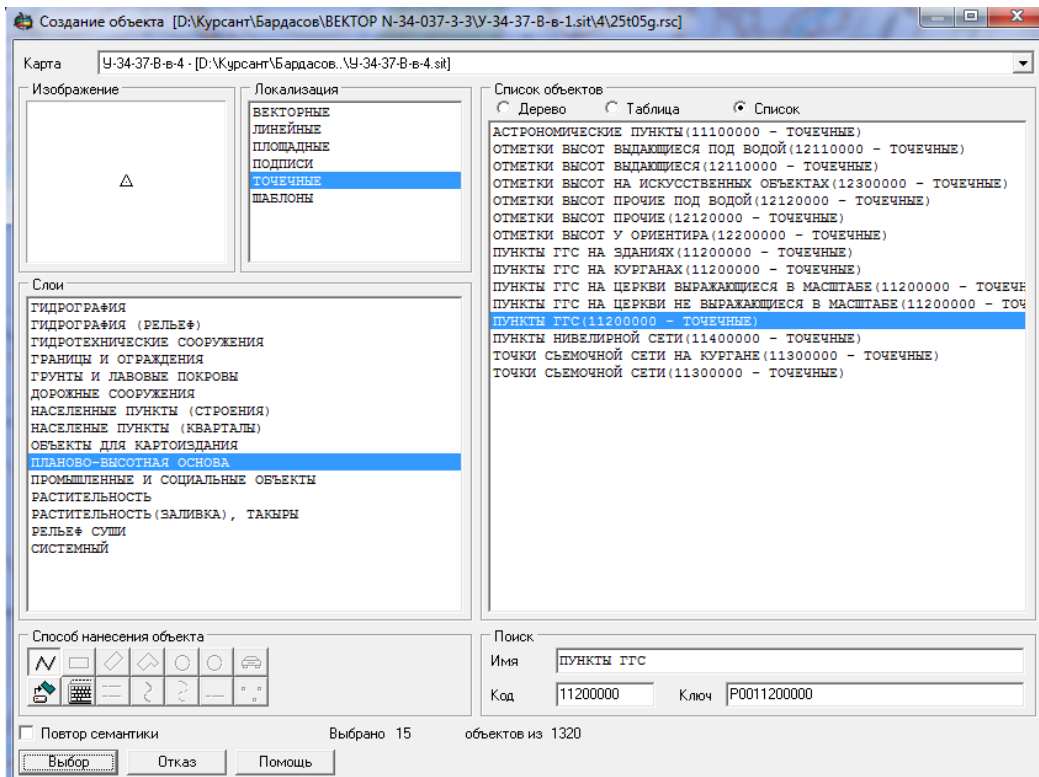 Создание объекта [D:\Курсант\Бардасов\ВЕКТОР N-34-037-3-3\У-34-37-В-в-1.sit\4\25t05g.rsc]
Карта
У-34-37-В-в-4 - [D:\Курсант\Бардасов..\У-34-37-В-в-4.sit]
Изображение
Локализация
ВЕКТОРНЫЕ
ЛИНЕЙНЫЕ
ПЛОЩАДНЫЕ
ПОДПИСИ
ТОЧЕЧНЫЕ
ШАБЛОНЫ
Слои
ГИДРОГРАФИЯ
ГИДРОГРАФИЯ (РЕЛЬЕФ)
ГИДРОТЕХНИЧЕСКИЕ СООРУЖЕНИЯ
ГРАНИЦЫ И ОГРАЖДЕНИЯ
ГРУНТЫ И ЛАВОВЫЕ ПОКРОВЫ
ДОРОЖНЫЕ СООРУЖЕНИЯ
НАСЕЛЕННЫЕ ПУНКТЫ (СТРОЕНИЯ)
НАСЕЛЕНЫЕ ПУНКТЫ (КВАРТАЛЫ)
ОБЪЕКТЫ ДЛЯ КАРТОИЗДАНИЯ
ПЛАНОВО-ВЫСОТНАЯ ОСНОВА
ПРОМЫШЛЕННЫЕ И СОЦИАЛЬНЫЕ ОБЪЕКТЫ
РАСТИТЕЛЬНОСТЬ
РАСТИТЕЛЬНОСТЬ(ЗАЛИВКА), ТАКЫРЫ
РЕЛЬЕФ СУШИ
СИСТЕМНЫЙ
Список объектов
Дерево Таблица Список
АСТРОНОМИЧЕСКИЕ ПУНКТЫ(11100000 - ТОЧЕЧНЫЕ)
ОТМЕТКИ ВЫСОТ ВЫДАЮЩИЕСЯ ПОД ВОДОЙ(12110000 - ТОЧЕЧНЫЕ)
ОТМЕТКИ ВЫСОТ ВЫДАЮЩИЕСЯ(12110000 - ТОЧЕЧНЫЕ)
ОТМЕТКИ ВЫСОТ НА ИСКУССТВЕННЫХ ОБЪЕКТАХ(12300000 - ТОЧЕЧНЫЕ)
ОТМЕТКИ ВЫСОТ ПРОЧИЕ ПОД ВОДОЙ(12120000 - ТОЧЕЧНЫЕ)
ОТМЕТКИ ВЫСОТ ПРОЧИЕ(12120000 - ТОЧЕЧНЫЕ)
ОТМЕТКИ ВЫСОТ У ОРИЕНТИРА(12200000 - ТОЧЕЧНЫЕ)
ПУНКТЫ ГГС НА ЗДАНИЯХ(11200000 - ТОЧЕЧНЫЕ)
ПУНКТЫ ГГС НА КУРГАНАХ(11200000 - ТОЧЕЧНЫЕ)
ПУНКТЫ ГГС НА ЦЕРКВИ ВЫРАЖАЮЩИЕСЯ В МАСШТАБЕ(11200000 - ТОЧЕЧН
ПУНКТЫ ГГС НА ЦЕРКВИ НЕ ВЫРАЖАЮЩИЕСЯ В МАСШТАБЕ(11200000 - ТОЧ
ПУНКТЫ ГГС(11200000 - ТОЧЕЧНЫЕ)
ПУНКТЫ НИВЕЛИРНОЙ СЕТИ(11400000 - ТОЧЕЧНЫЕ)
ТОЧКИ СЬЕМОЧНОЙ СЕТИ НА КУРГАНЕ(11300000 - ТОЧЕЧНЫЕ)
ТОЧКИ СЬЕМОЧНОЙ СЕТИ(11300000 - ТОЧЕЧНЫЕ)
Способ нанесения объекта
Поиск
Имя ПУНКТЫ ГГС
Код 11200000 Ключ P0011200000
Повтор семантики Выбрано 15 объектов из 1320
Выбор Отказ Помощь